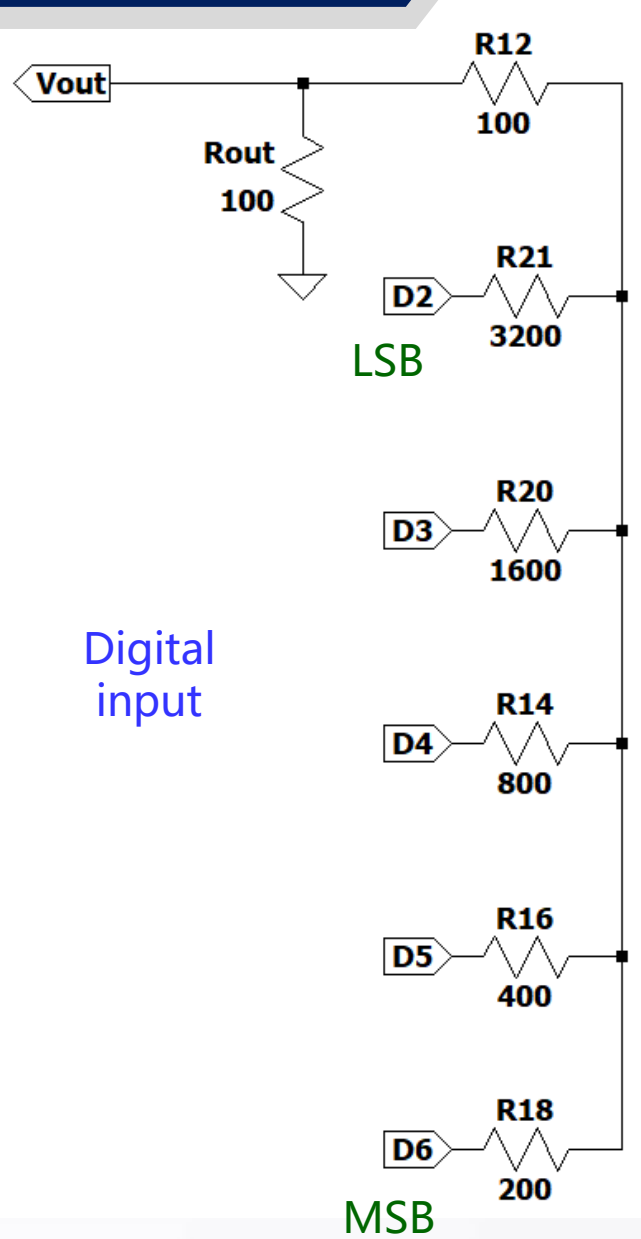 R12
Vout
100
Rout
100
R21
D2
3200
LSB
R20
D3
1600
Digital
input
R14
D4
800
R16
D5
400
R18
D6
200
MSB